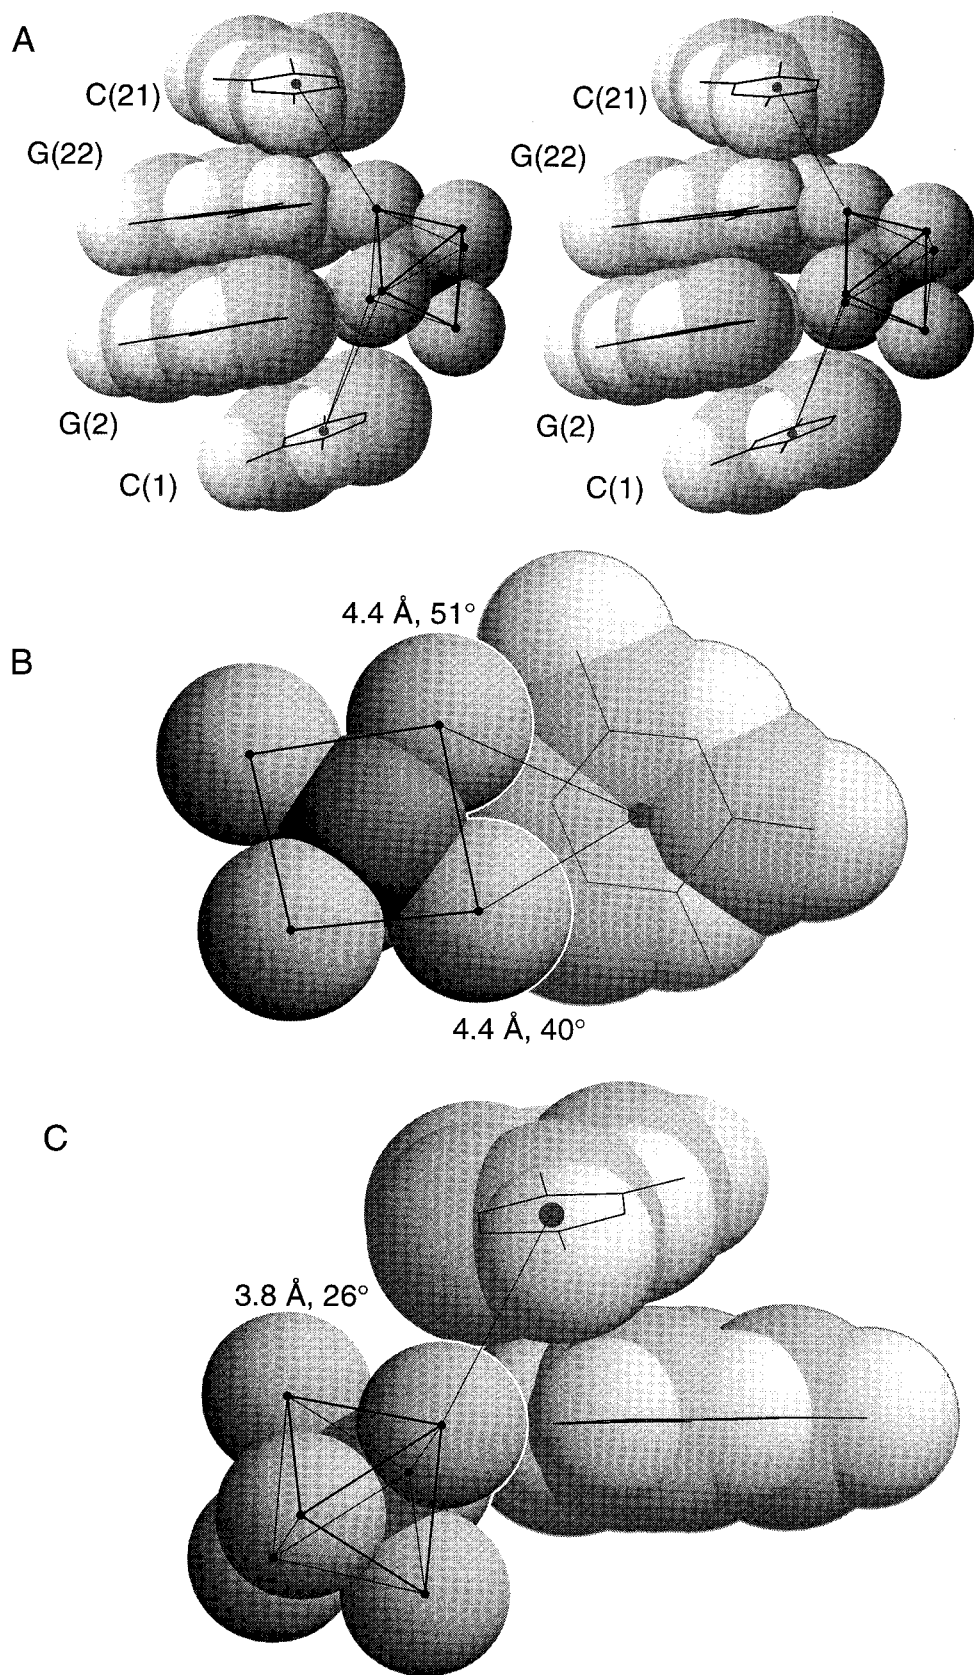 A
C(21)
C(21)
G(22)
G(22)
G(2)
G(2)
C(1)
C(1)
4.4 Å, 51°
B
4.4 Å, 40°
C
3.8 Å, 26°